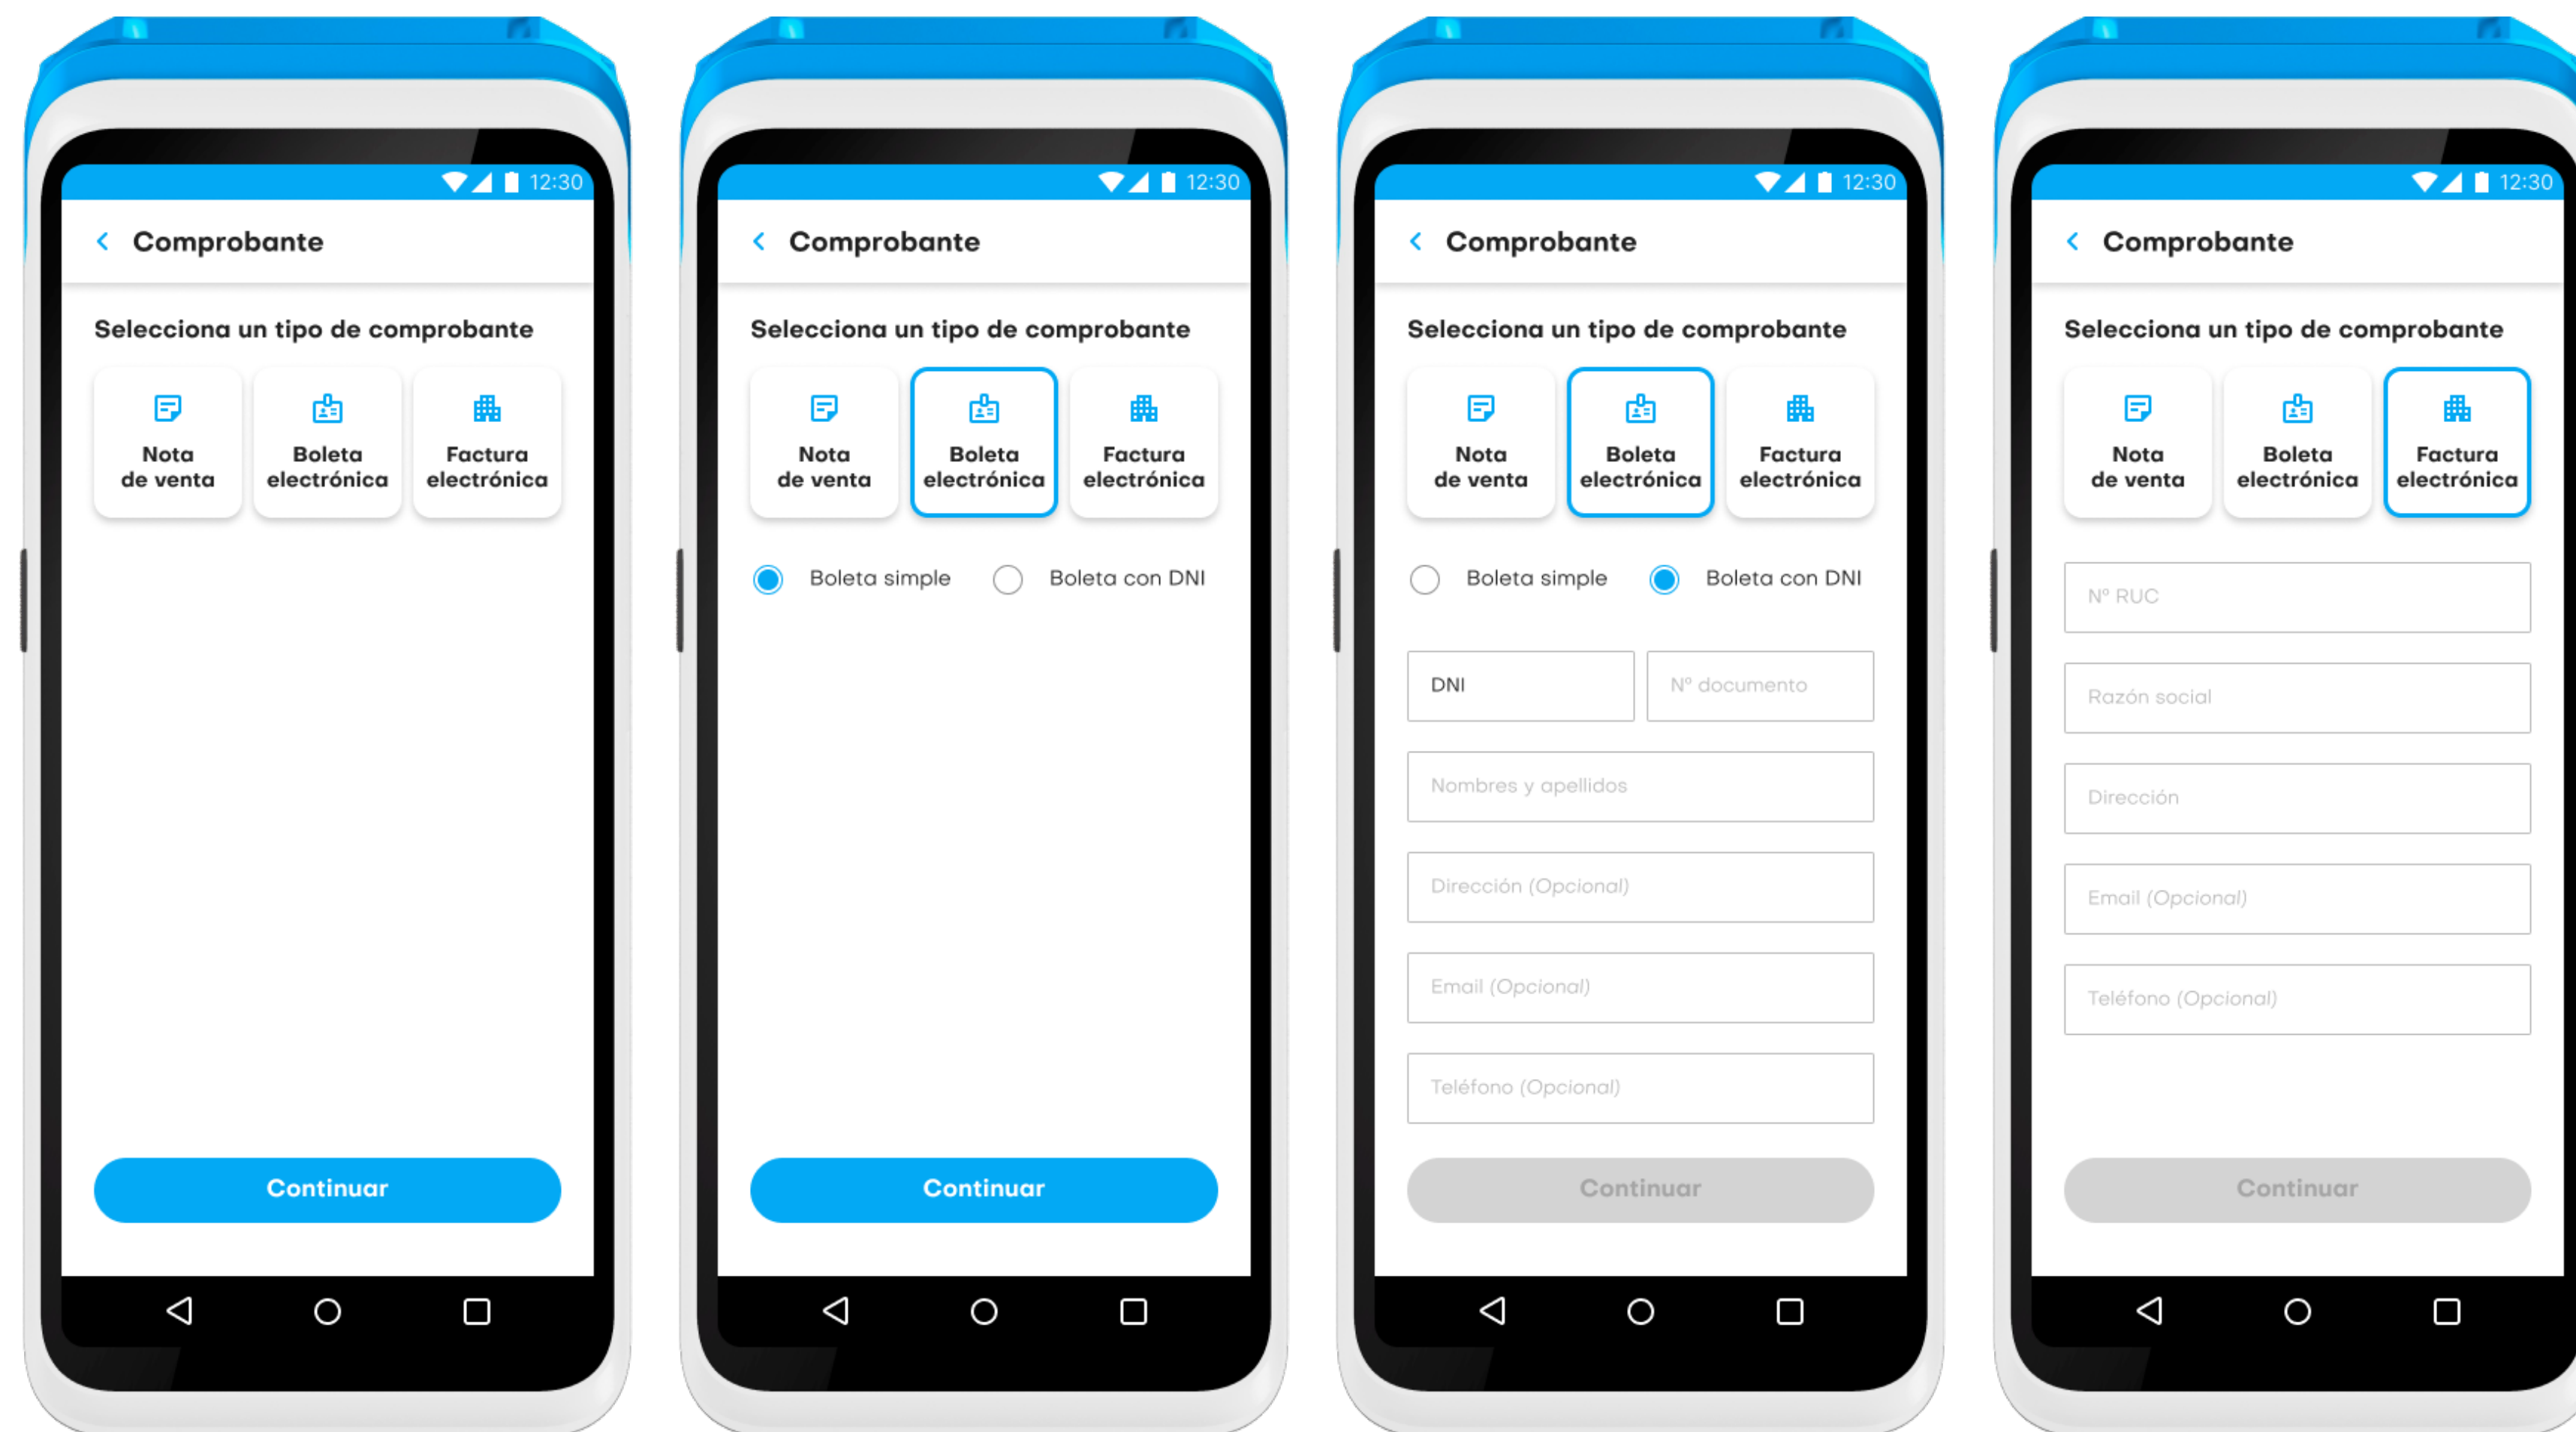 12:30
Comprobante
Selecciona un tipo de comprobante
Nota
de venta
Boleta
electrónica
Factura
electrónica
Continuar
12:30
Comprobante
Selecciona un tipo de comprobante
Nota
de venta
Boleta
electrónica
Factura
electrónica
Boleta simple
Boleta con DNI
Continuar
12:30
Comprobante
Selecciona un tipo de comprobante
Nota
de venta
Boleta
electrónica
Factura
electrónica
Boleta simple
Boleta con DNI
DNI
Nº documento
Nombres y apellidos
Dirección (Opcional)
Email (Opcional)
Teléfono (Opcional)
Continuar
12:30
Comprobante
Selecciona un tipo de comprobante
Nota
de venta
Boleta
electrónica
Factura
electrónica
Nº RUC
Razón social
Dirección
Email (Opcional)
Teléfono (Opcional)
Continuar